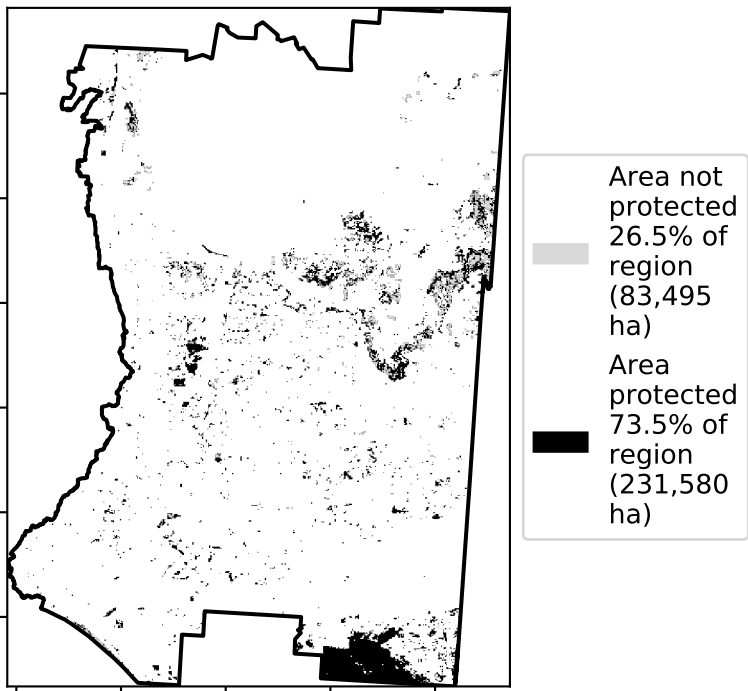 Area not
protected
26.5% of
region
(83,495
ha)
Area
protected
73.5% of
region
(231,580
ha)